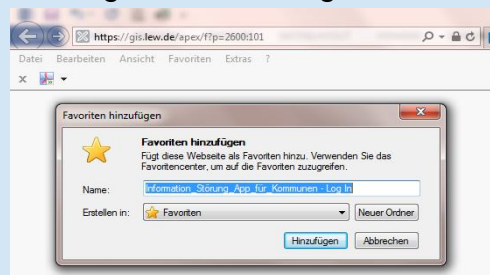 https://gis.lew.de/apex/f?p=2600:101
Datei Bearbeiten Ansicht Favoriten Extras ?
x
Favoriten hinzufügen
Favoriten hinzufügen
Fügt diese Webseite als Favoriten hinzu. Verwenden Sie das
Favoritencenter, um auf die Favoriten zuzugreifen.
Name: Information_Störung_App_für_Kommunen - Log In
Erstellen in: Favoriten Neuer Ordner
Hinzufügen Abbrechen